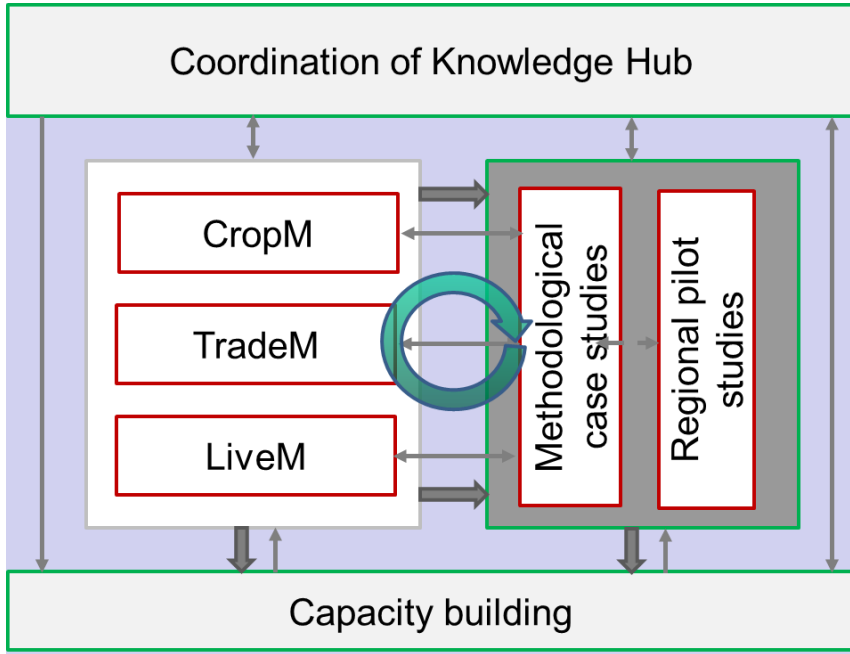 Coordination of Knowledge Hub
CropM
TradeM
LiveM
Methodological
case studies
Regional pilot
studies
Capacity building